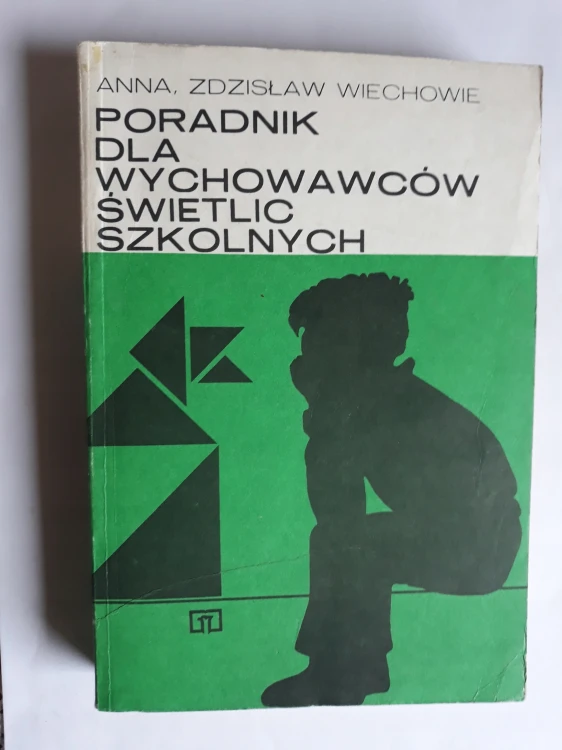 ANNA, ZDZISŁAW WIECHOWIE
PORADNIK
DLA
WYCHOWAWCÓW
ŚWIETLIC
SZKOLNYCH